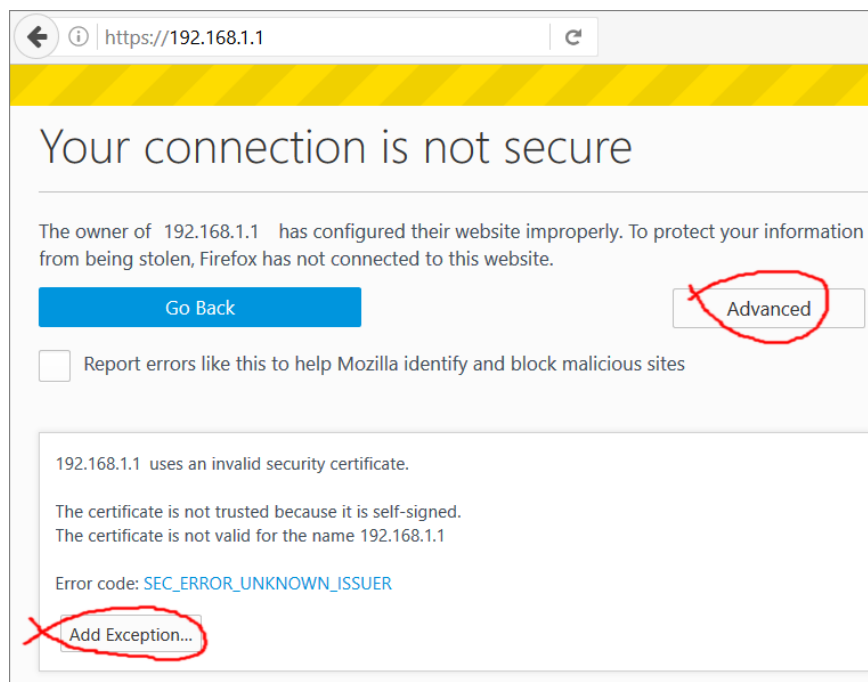 https://192.168.1.1
Your connection is not secure
The owner of 192.168.1.1 has configured their website improperly. To protect your information
from being stolen, Firefox has not connected to this website.
Go Back
Advanced
Report errors like this to help Mozilla identify and block malicious sites
192.168.1.1 uses an invalid security certificate.
The certificate is not trusted because it is self-signed.
The certificate is not valid for the name 192.168.1.1
Error code: SEC_ERROR_UNKNOWN_ISSUER
Add Exception...